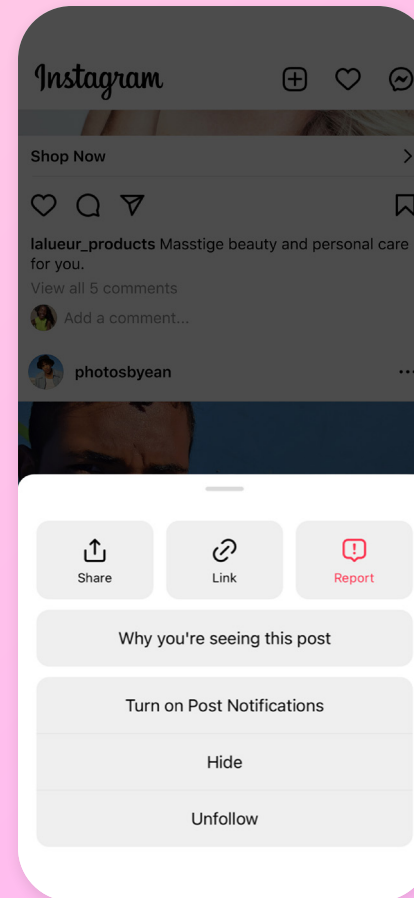 Instagram
Shop Now
lalueur_products Masstige beauty and personal care
for you.
View all 5 comments
Add a comment...
photosbyean
Share
Link
Report
Why you're seeing this post
Turn on Post Notifications
Hide
Unfollow